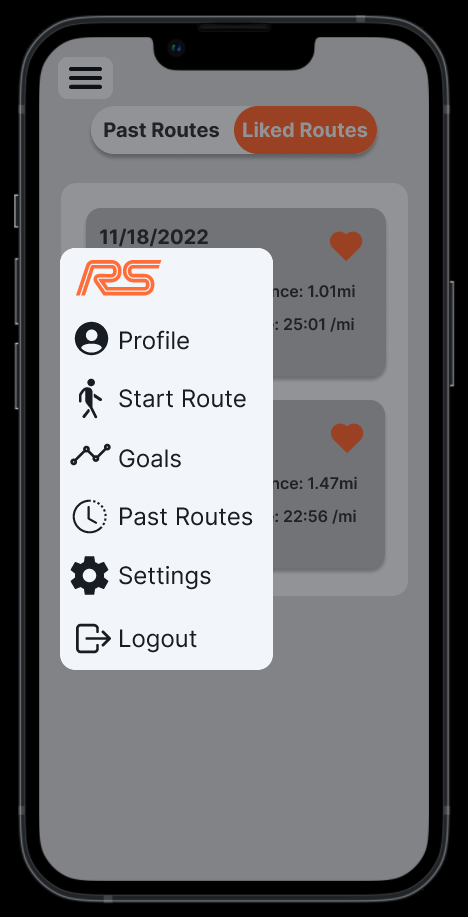 Past Routes Liked Routes
11/18/2022
RS
nce: 1.01mi
: 25:01 /mi
Profile
Start Route
Goals
nce: 1.47mi
: 22:56 /mi
Past Routes
Settings
Logout